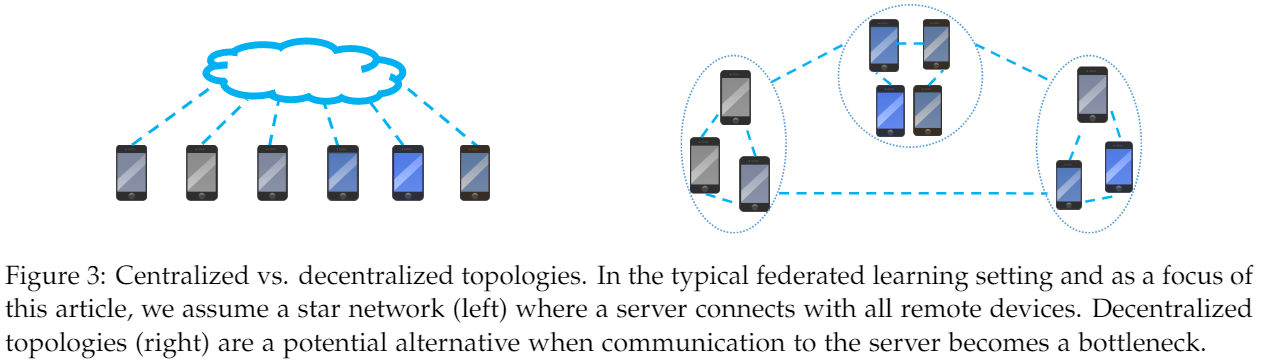 Figure 3: Centralized vs. decentralized topologies. In the typical federated learning setting and as a focus of
this article, we assume a star network (left) where a server connects with all remote devices. Decentralized
topologies (right) are a potential alternative when communication to the server becomes a bottleneck.